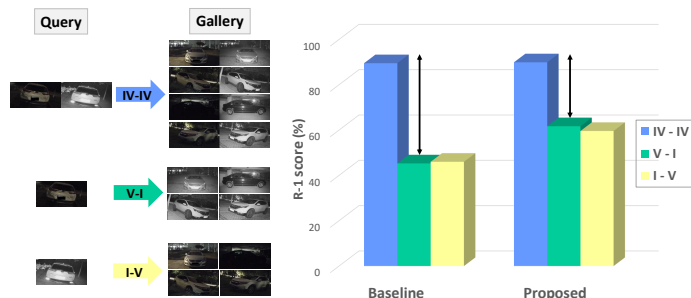 Query
Gallery
IV-IV
V-I
I-V
R-1 score (%)
100
80
60
40
20
0
Baseline
Proposed
IV - IV
V - I
I - V